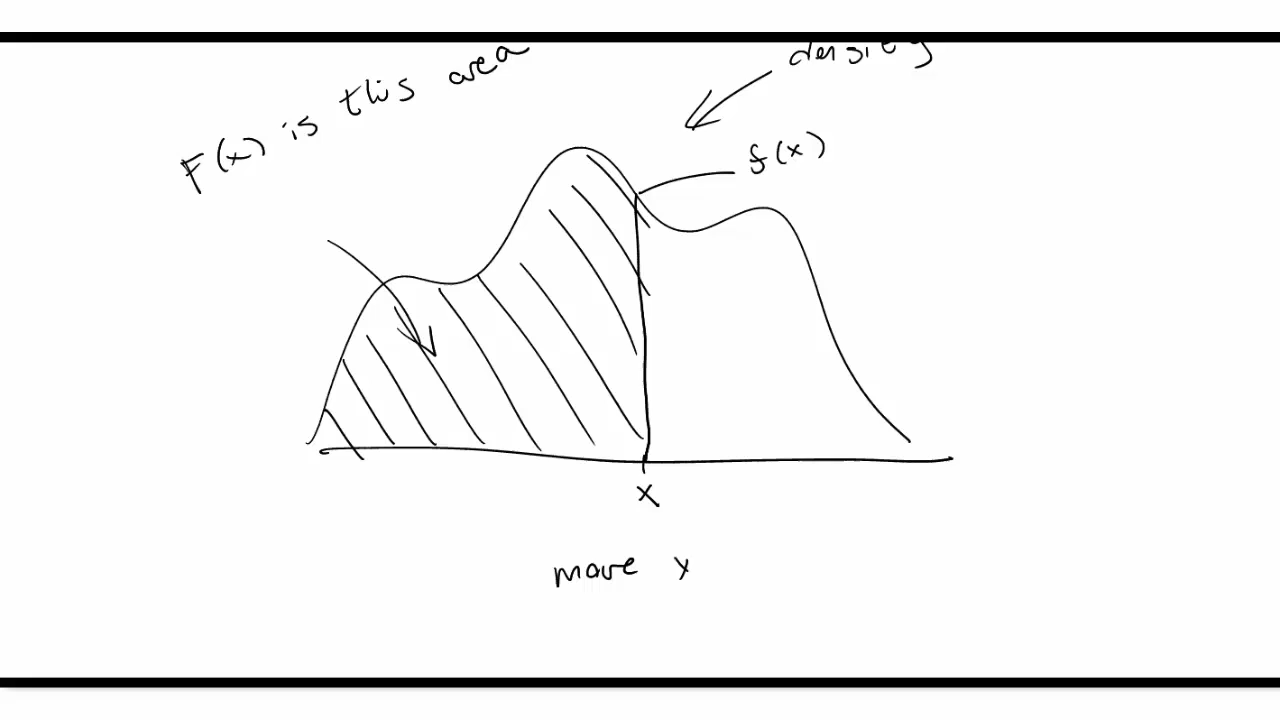 F(x) is this area
density
f(x)
x
move x